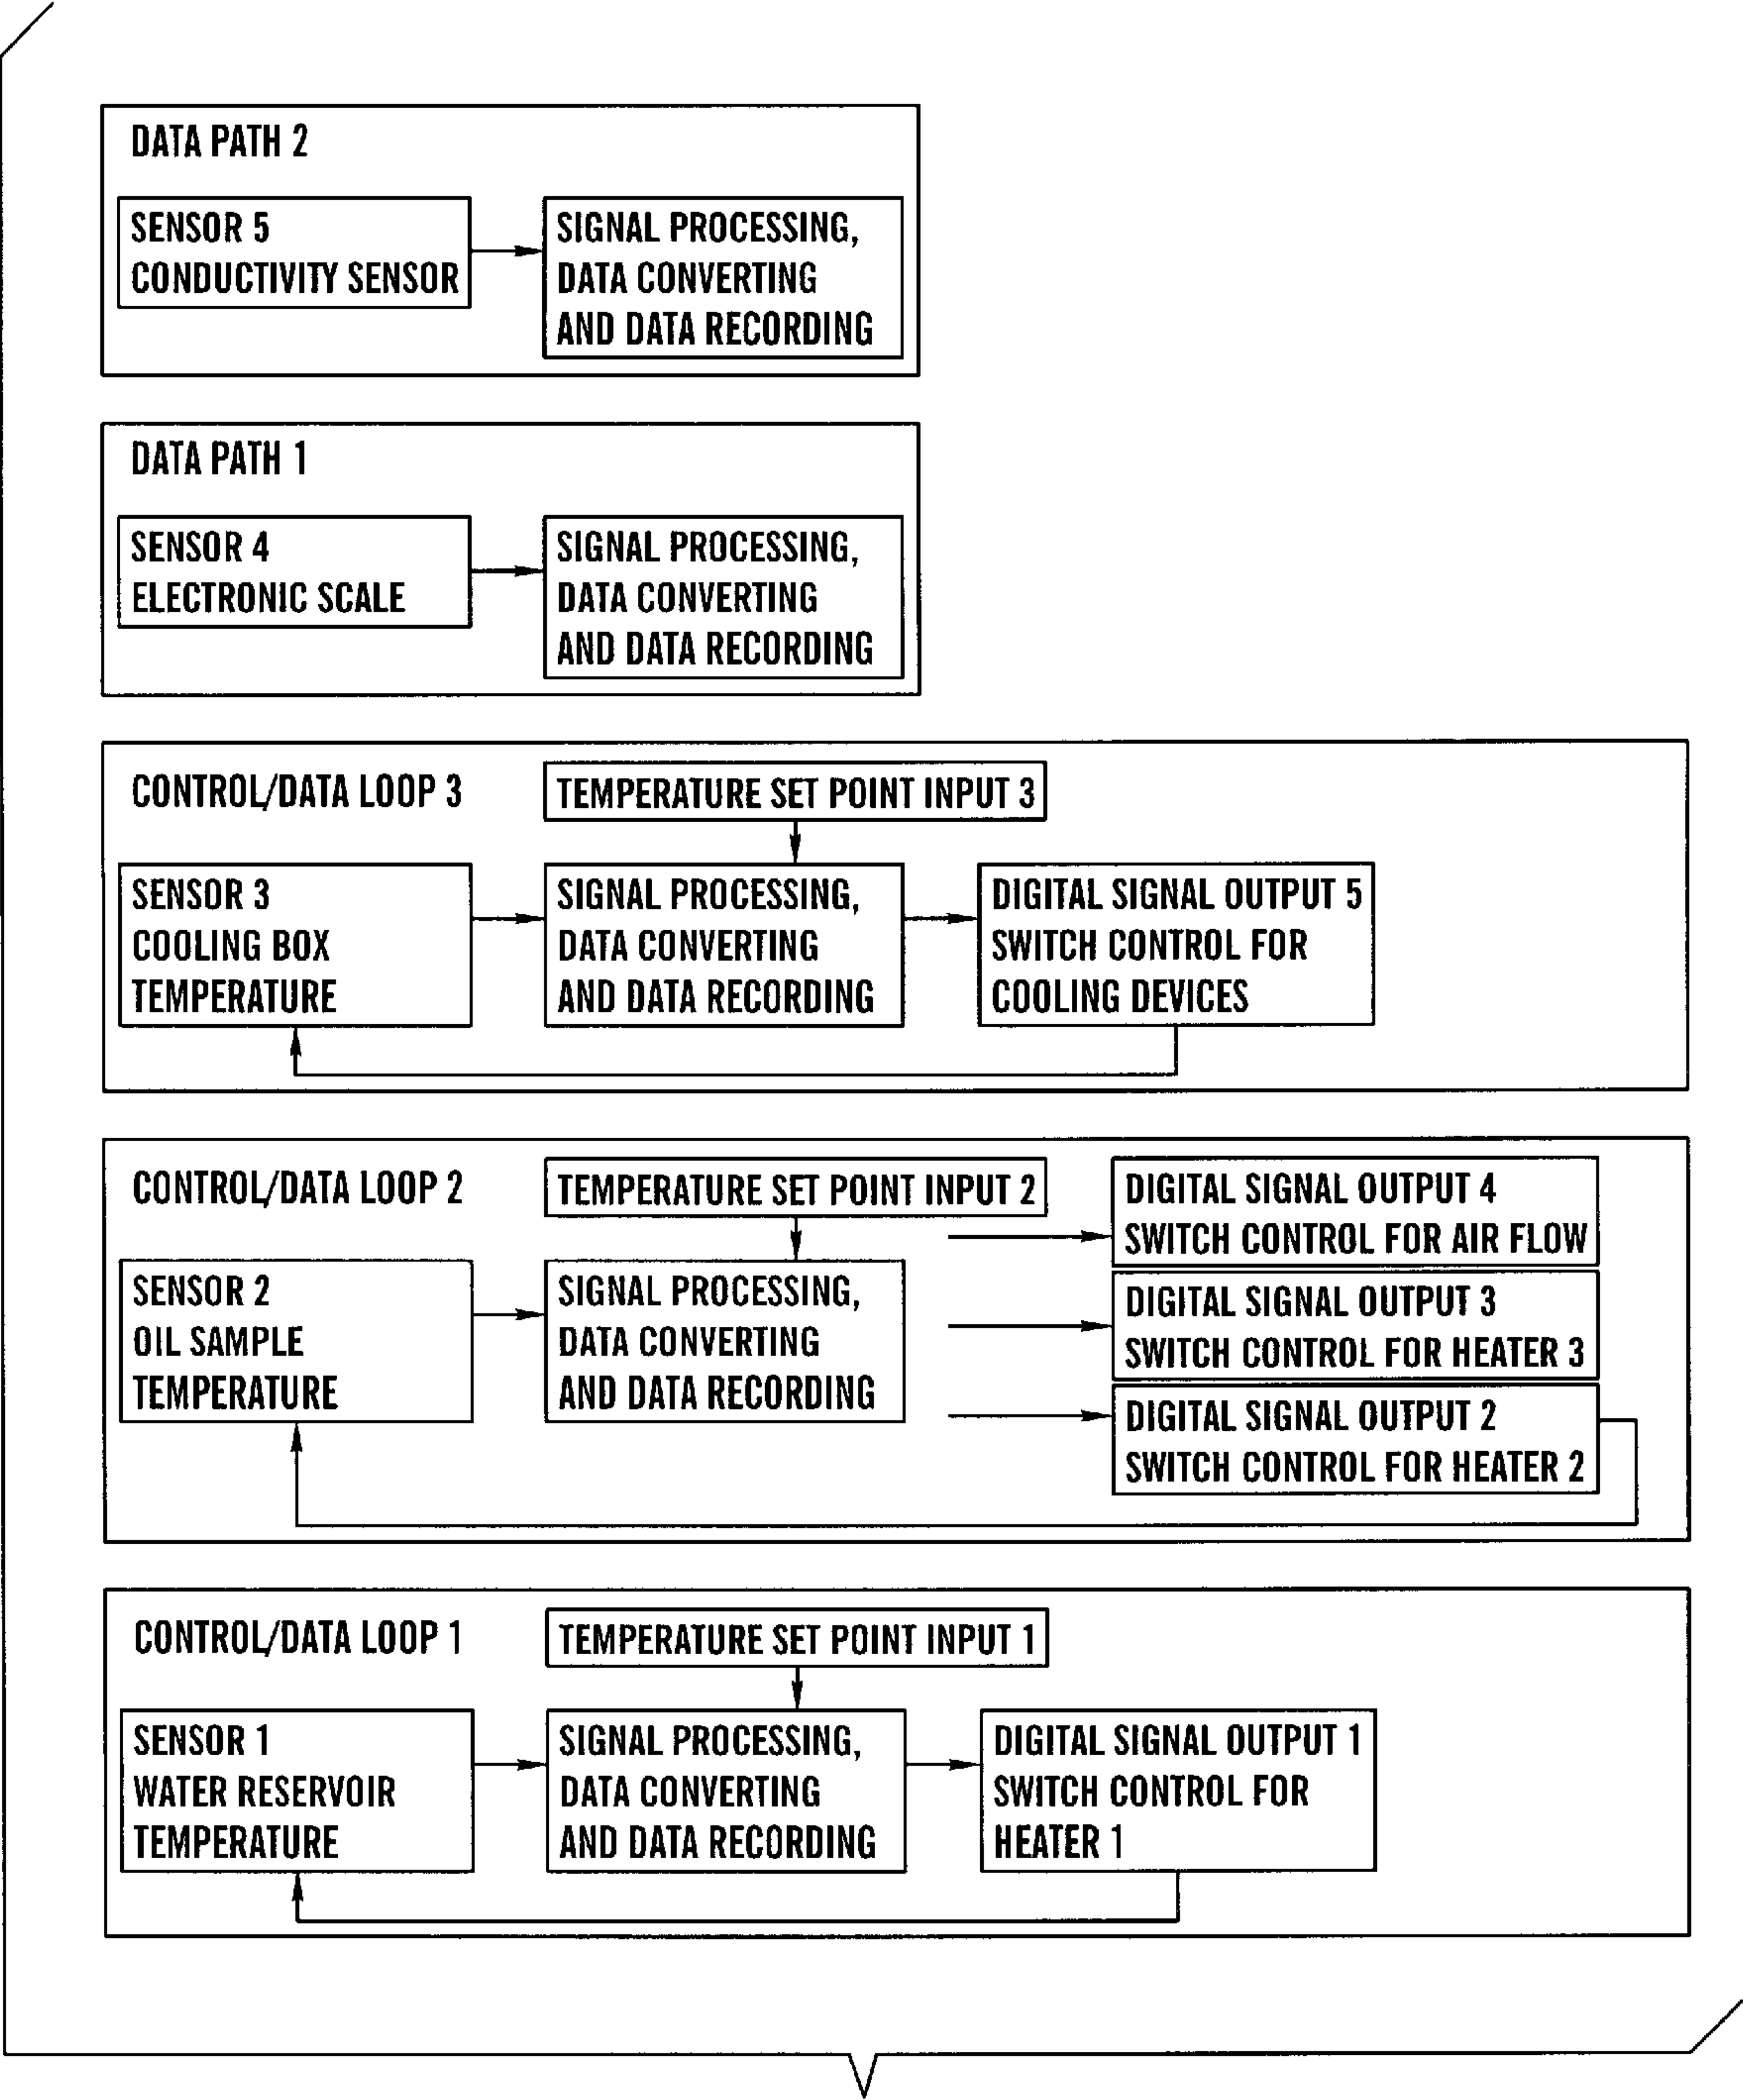 DATA PATH 2
SENSOR 5
CONDUCTIVITY SENSOR
SIGNAL PROCESSING,
DATA CONVERTING
AND DATA RECORDING
DATA PATH 1
SENSOR 4
ELECTRONIC SCALE
SIGNAL PROCESSING,
DATA CONVERTING
AND DATA RECORDING
CONTROL/DATA LOOP 3
TEMPERATURE SET POINT INPUT 3
SENSOR 3
COOLING BOX
TEMPERATURE
SIGNAL PROCESSING,
DATA CONVERTING
AND DATA RECORDING
DIGITAL SIGNAL OUTPUT 5
SWITCH CONTROL FOR
COOLING DEVICES
CONTROL/DATA LOOP 2
TEMPERATURE SET POINT INPUT 2
SENSOR 2
OIL SAMPLE
TEMPERATURE
SIGNAL PROCESSING,
DATA CONVERTING
AND DATA RECORDING
DIGITAL SIGNAL OUTPUT 4
SWITCH CONTROL FOR AIR FLOW
DIGITAL SIGNAL OUTPUT 3
SWITCH CONTROL FOR HEATER 3
DIGITAL SIGNAL OUTPUT 2
SWITCH CONTROL FOR HEATER 2
CONTROL/DATA LOOP 1
TEMPERATURE SET POINT INPUT 1
SENSOR 1
WATER RESERVOIR
TEMPERATURE
SIGNAL PROCESSING,
DATA CONVERTING
AND DATA RECORDING
DIGITAL SIGNAL OUTPUT 1
SWITCH CONTROL FOR
HEATER 1